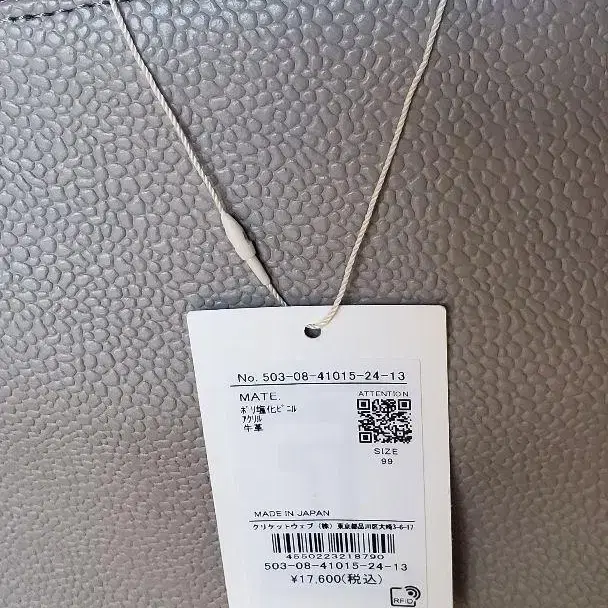 No. 503-08-41015-24-13
MATE.
ATTENTION
ポリ塩化ビニル
アクリル
牛革
SIZE
99
MADE IN JAPAN
クリケットウェブ (株) 東京都品川区大崎3-6-17
4550223218790
503-08-41015-24-13
¥17,600(税込)
RFID